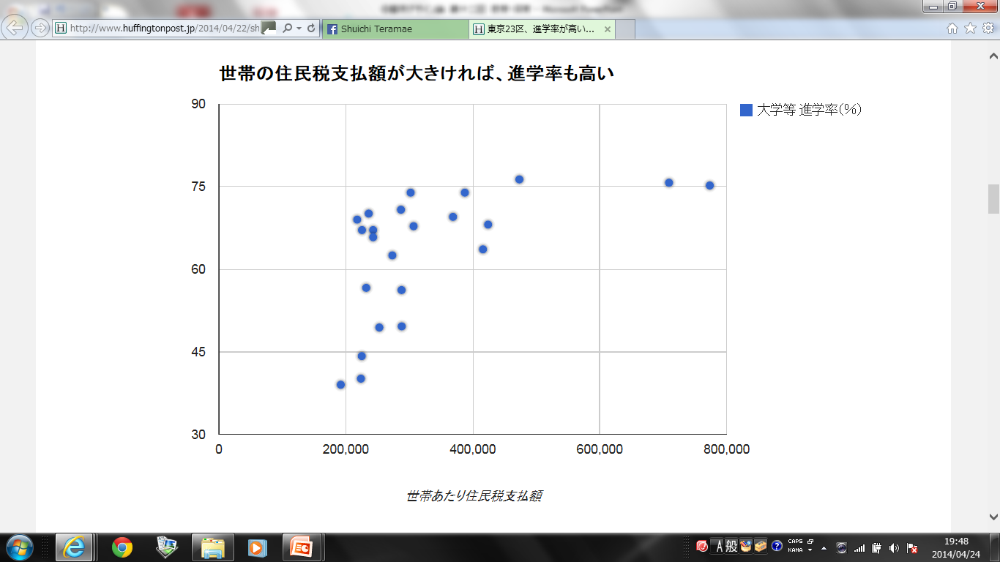 http://www.huffingtonpost.jp/2014/04/22/sh
Shuichi Teramae
東京23区、進学率が高い...
世帯の住民税支払額が大きければ、進学率も高い
大学等 進学率(%)
90
75
60
45
30
0 200,000 400,000 600,000 800,000
世帯あたり住民税支払額
A 般
CAPS
KANA
19:48
2014/04/24